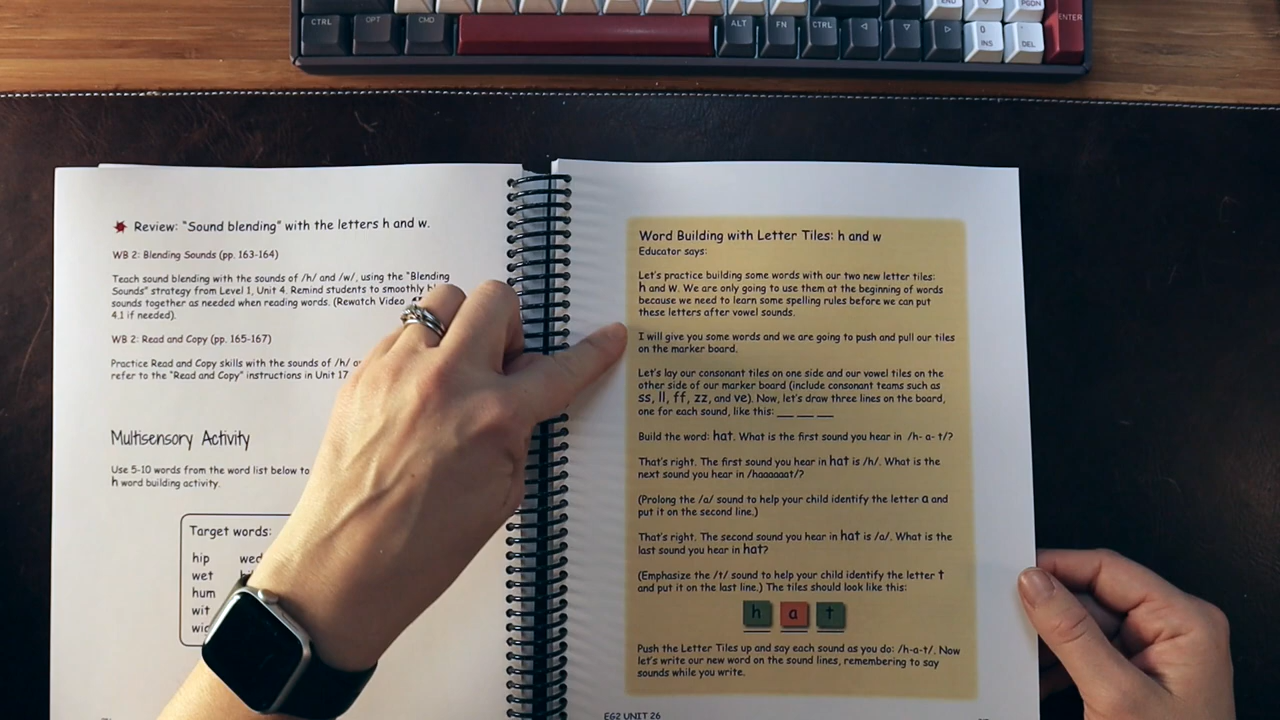 CTRL OPT CMD ALT FN CTRL 0 INS DEL ENTER
END PGDN
Review: "Sound blending" with the letters h and w.
WB 2: Blending Sounds (pp. 163-164)
Teach sound blending with the sounds of /h/ and /w/, using the "Blending
Sounds" strategy from Level 1, Unit 4. Remind students to smoothly
sounds together as needed when reading words. (Rewatch Video
4.1 if needed).
WB 2: Read and Copy (pp. 165-167)
Practice Read and Copy skills with the sounds of /h/
refer to the "Read and Copy" instructions in Unit 17
Multisensory Activity
Use 5-10 words from the word list below to
h word building activity.
Target words:
hip wed
wet
hum
wit
Word Building with Letter Tiles: h and w
Educator says:
Let's practice building some words with our two new letter tiles:
h and w. We are only going to use them at the beginning of words
because we need to learn some spelling rules before we can put
these letters after vowel sounds.
I will give you some words and we are going to push and pull our tiles
on the marker board.
Let's lay our consonant tiles on one side and our vowel tiles on the
other side of our marker board (include consonant teams such as
ss, ll, ff, zz, and ve). Now, let's draw three lines on the board,
one for each sound, like this: ___ ___ ___
Build the word: hat. What is the first sound you hear in /h- a- t/?
That's right. The first sound you hear in hat is /h/. What is the
next sound you hear in /haaaaaat/?
(Prolong the /a/ sound to help your child identify the letter a and
put it on the second line.)
That's right. The second sound you hear in hat is /a/. What is the
last sound you hear in hat?
(Emphasize the /t/ sound to help your child identify the letter t
and put it on the last line.) The tiles should look like this:
h a t
Push the Letter Tiles up and say each sound as you do: /h-a-t/. Now
let's write our new word on the sound lines, remembering to say
sounds while you write.
EG2 UNIT 26